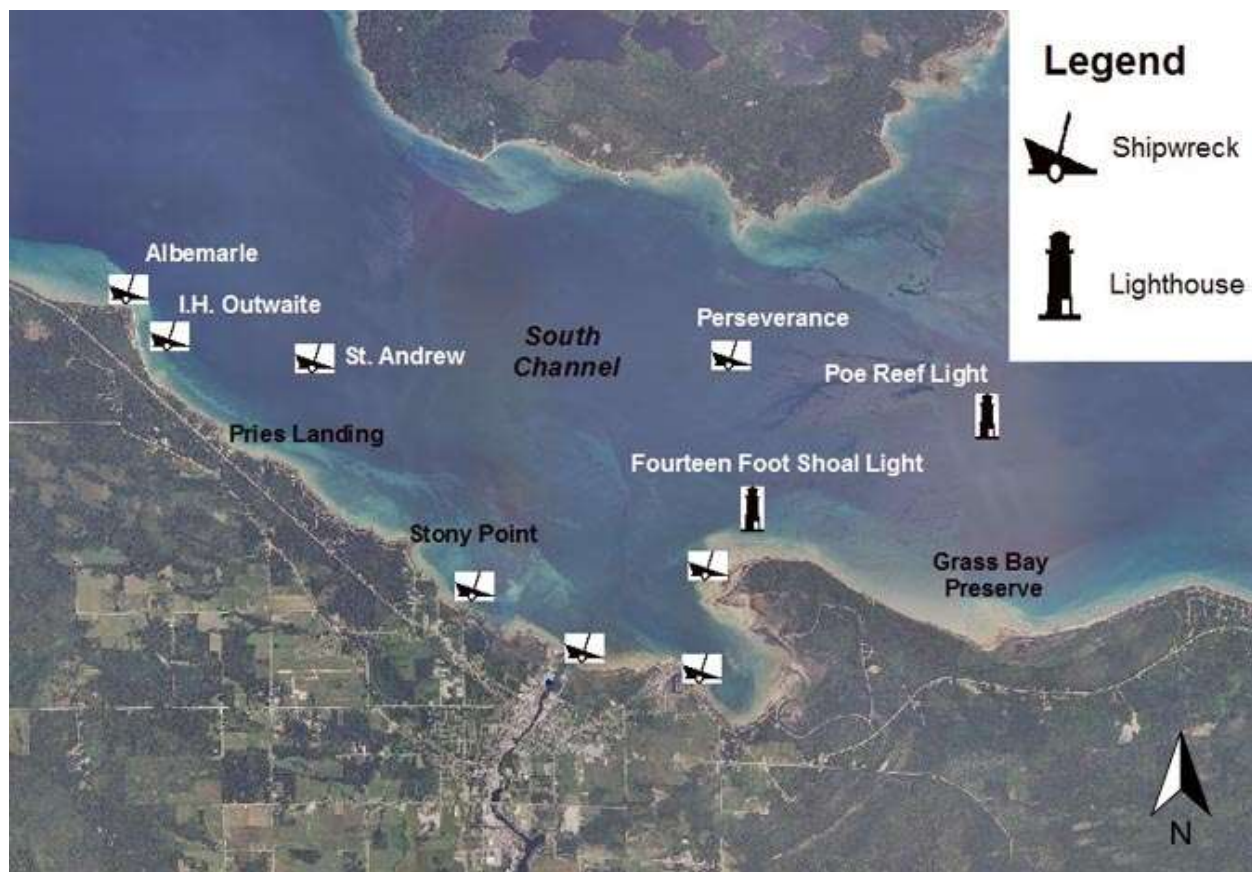 Legend
Shipwreck
Lighthouse
Albemarle
I.H. Outwaite
St. Andrew
South
Channel
Perseverance
Poe Reef Light
Pries Landing
Fourteen Foot Shoal Light
Stony Point
Grass Bay
Preserve
N